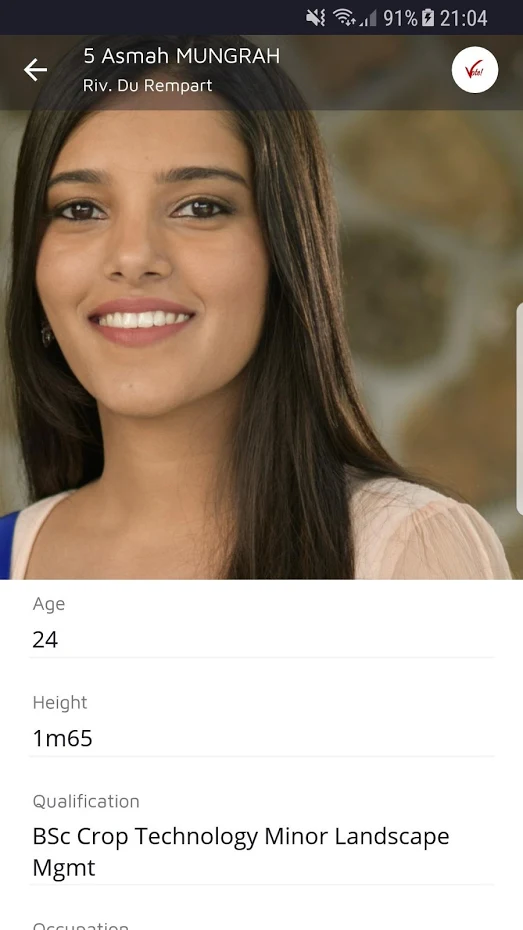 91% 21:04
5 Asmah MUNGRAH
Riv. Du Rempart
Vote!
Age
24
Height
1m65
Qualification
BSc Crop Technology Minor Landscape
Mgmt
Occupation